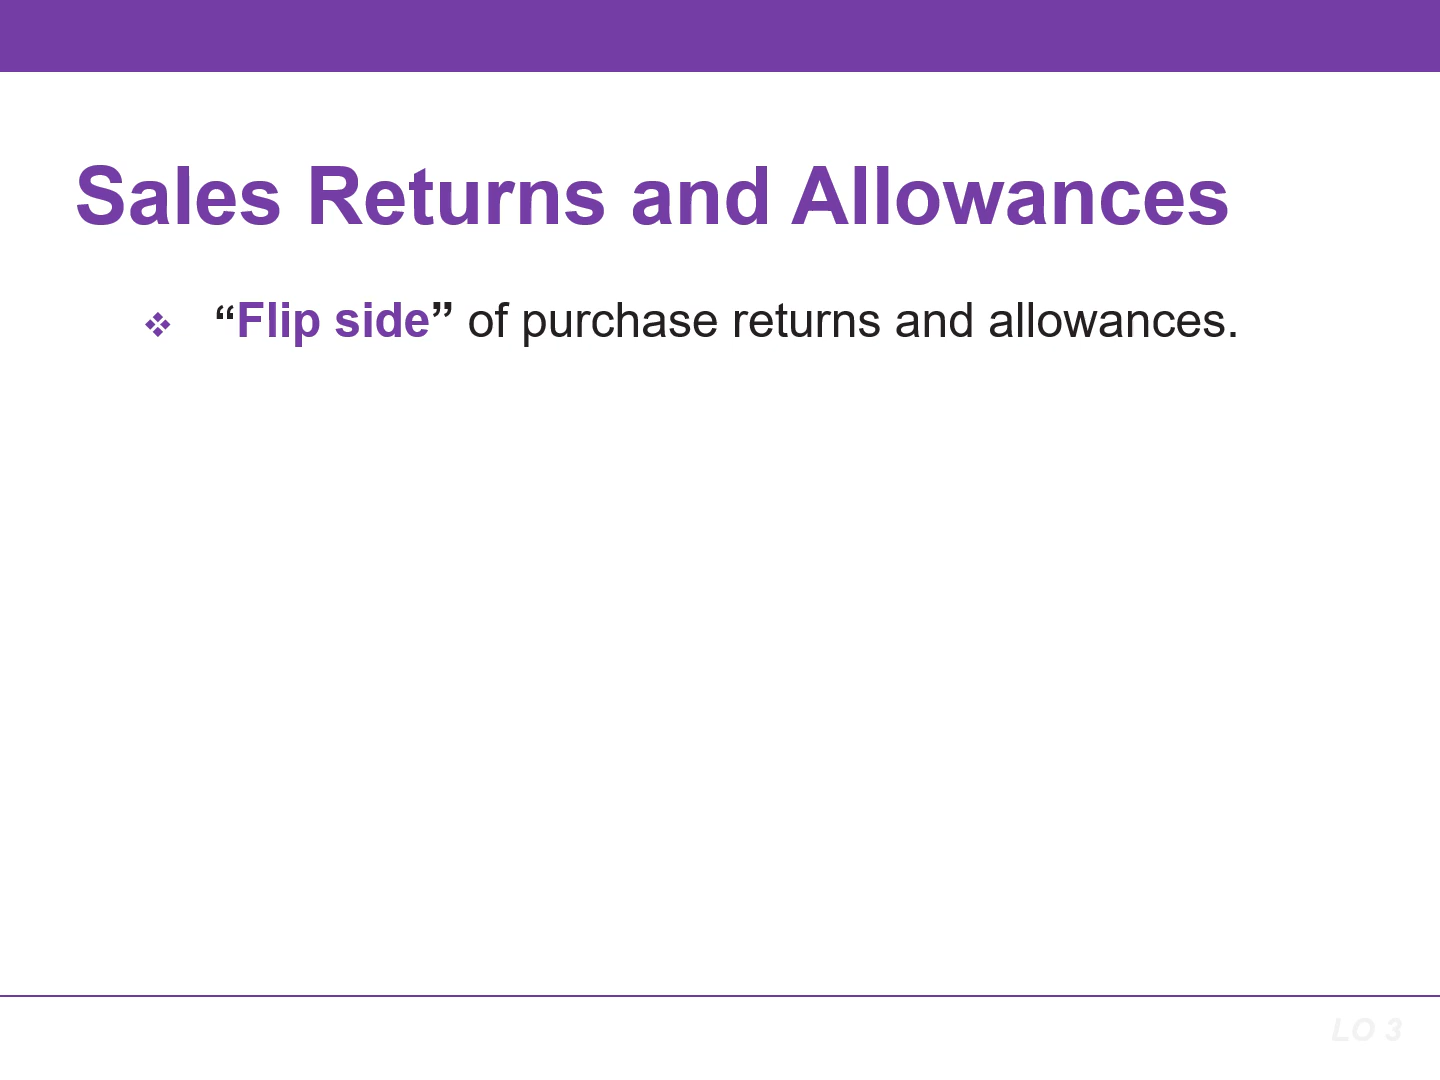 Sales Returns and Allowances
❖ “Flip side” of purchase returns and allowances.
LO 3